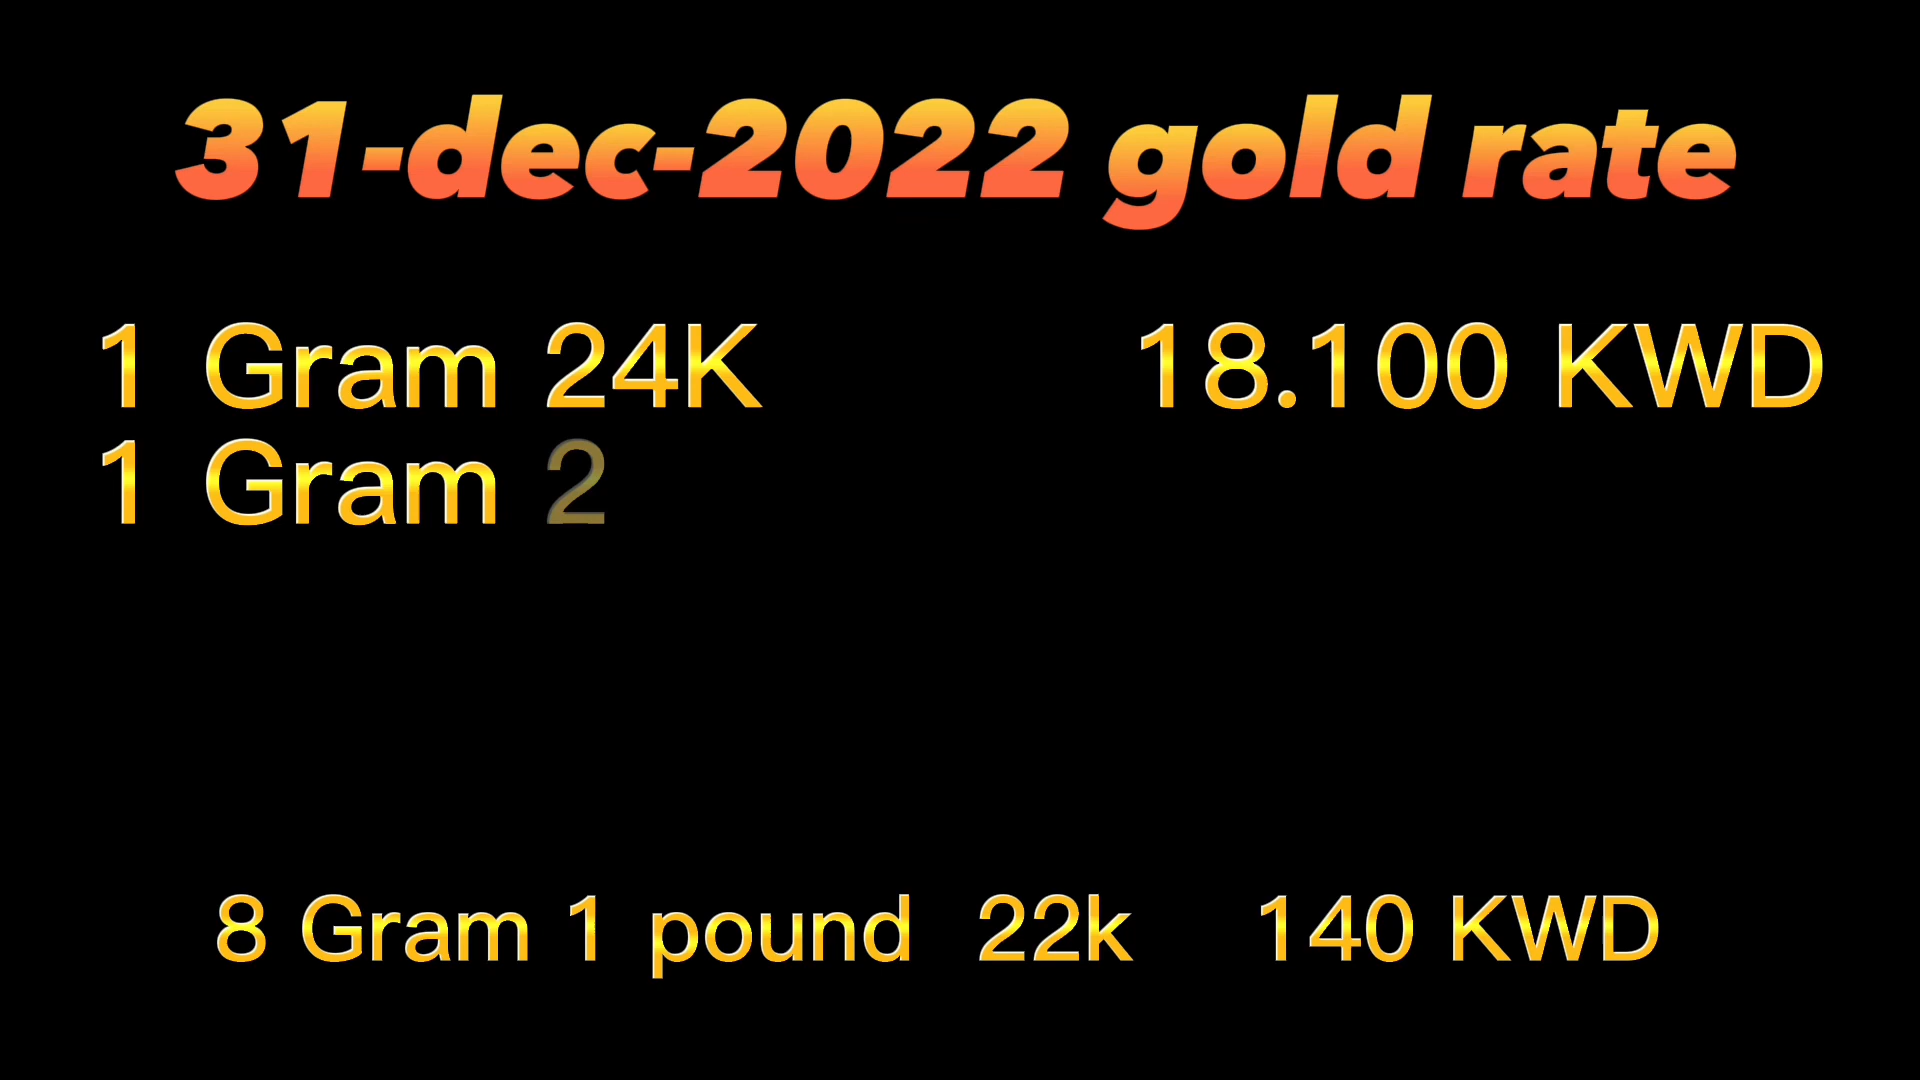 31-dec-2022 gold rate
1 Gram 24K 18.100 KWD
1 Gram 2
8 Gram 1 pound 22k 140 KWD